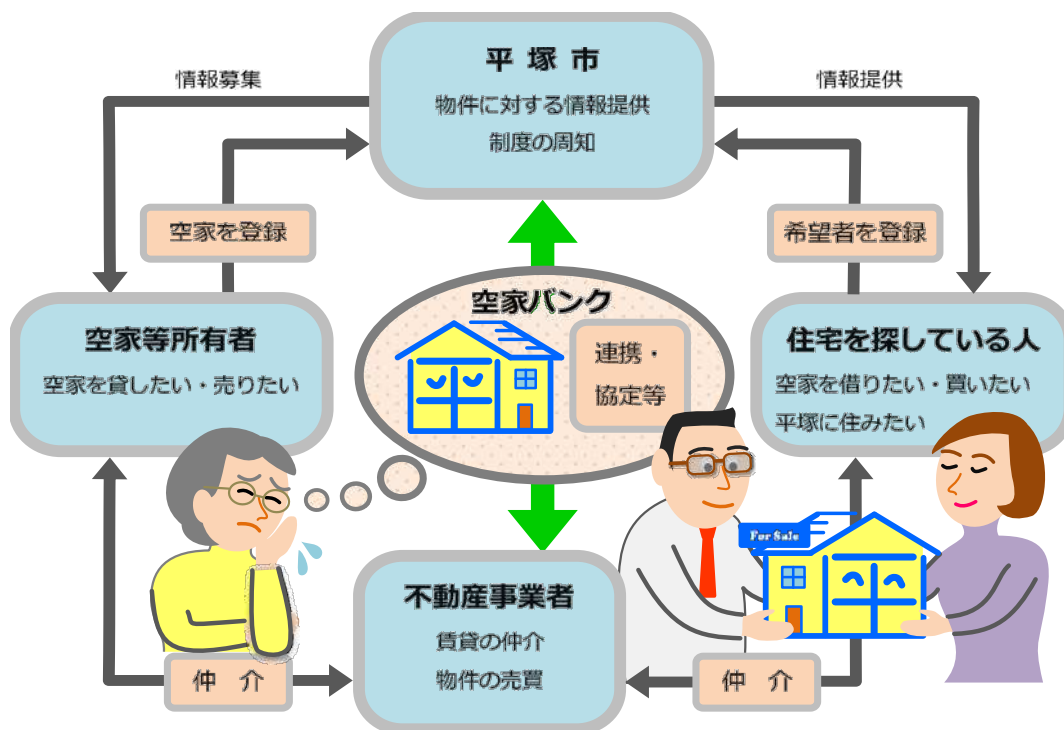 平 塚 市
物件に対する情報提供
制度の周知
情報募集
情報提供
空家を登録
希望者を登録
空家バンク
連携・
協定等
空家等所有者
空家を貸したい・売りたい
住宅を探している人
空家を借りたい・買いたい
平塚に住みたい
For Sale
不動産事業者
賃貸の仲介
物件の売買
仲 介
仲 介